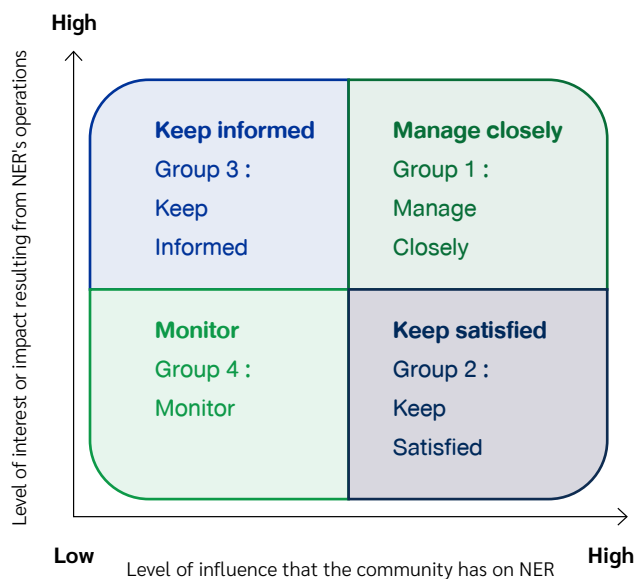 High
Level of interest or impact resulting from NER's operations
Keep informed
Group 3 :
Keep
Informed
Manage closely
Group 1 :
Manage
Closely
Monitor
Group 4 :
Monitor
Keep satisfied
Group 2 :
Keep
Satisfied
Low
Level of influence that the community has on NER
High